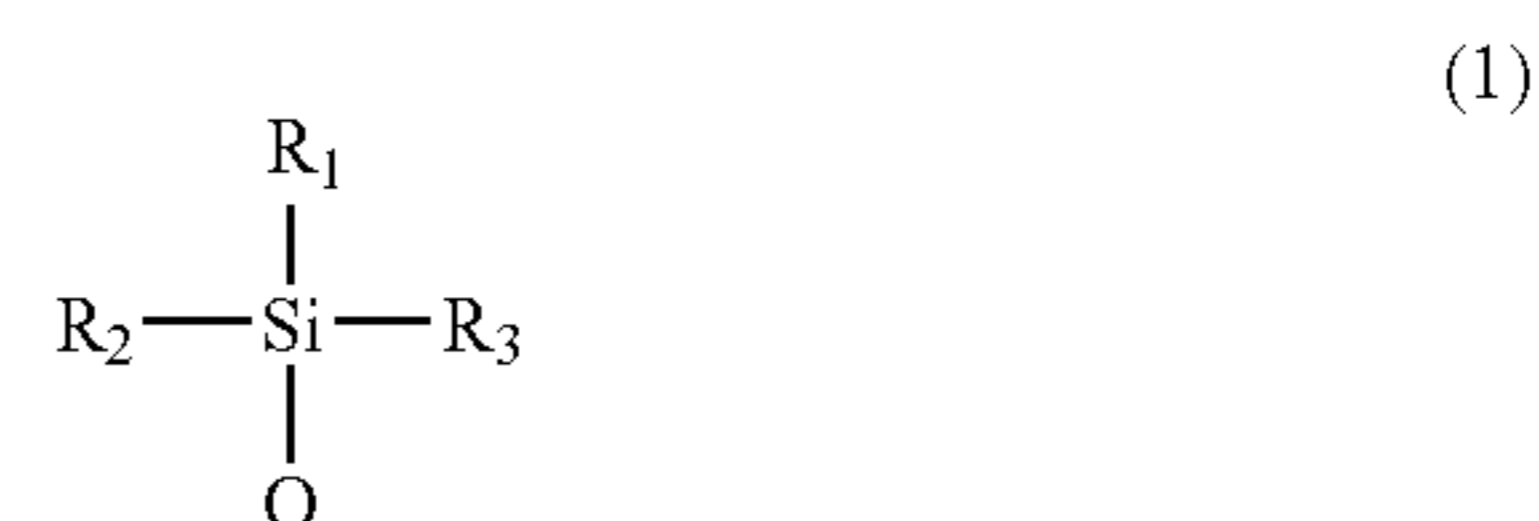 (1)
R₁
R₂—Si—R₃
O